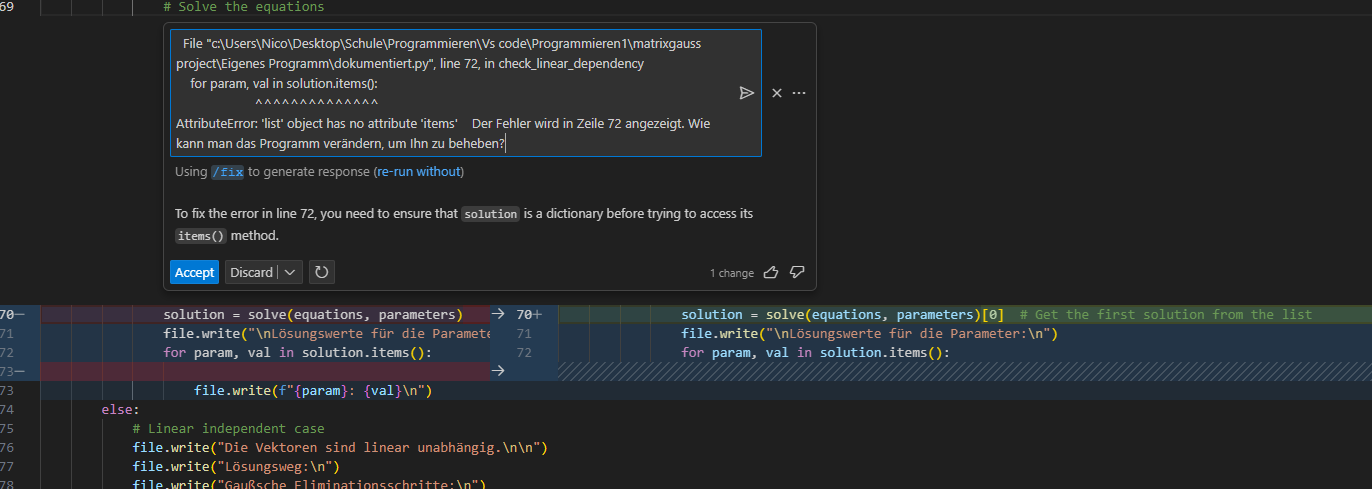 69 # Solve the equations
File "c:\Users\Nico\Desktop\Schule\Programmieren\Vs code\Programmieren1\matrixgauss
project\Eigenes Programm\dokumentiert.py", line 72, in check_linear_dependency
for param, val in solution.items():
^^^^^^^^^^^^^^
AttributeError: 'list' object has no attribute 'items' Der Fehler wird in Zeile 72 angezeigt. Wie
kann man das Programm verändern, um Ihn zu beheben?
Using /fix to generate response (re-run without)
To fix the error in line 72, you need to ensure that solution is a dictionary before trying to access its
items() method.
Accept Discard 1 change
70− solution = solve(equations, parameters) → 70+ solution = solve(equations, parameters)[0] # Get the first solution from the list
71 file.write("\nLösungswerte für die Paramete 71 file.write("\nLösungswerte für die Parameter:\n")
72 for param, val in solution.items(): 72 for param, val in solution.items():
73− →
73 file.write(f"{param}: {val}\n")
74 else:
75 # Linear independent case
76 file.write("Die Vektoren sind linear unabhängig.\n\n")
77 file.write("Lösungsweg:\n")
78 file.write("Gaußsche Eliminationsschritte:\n")